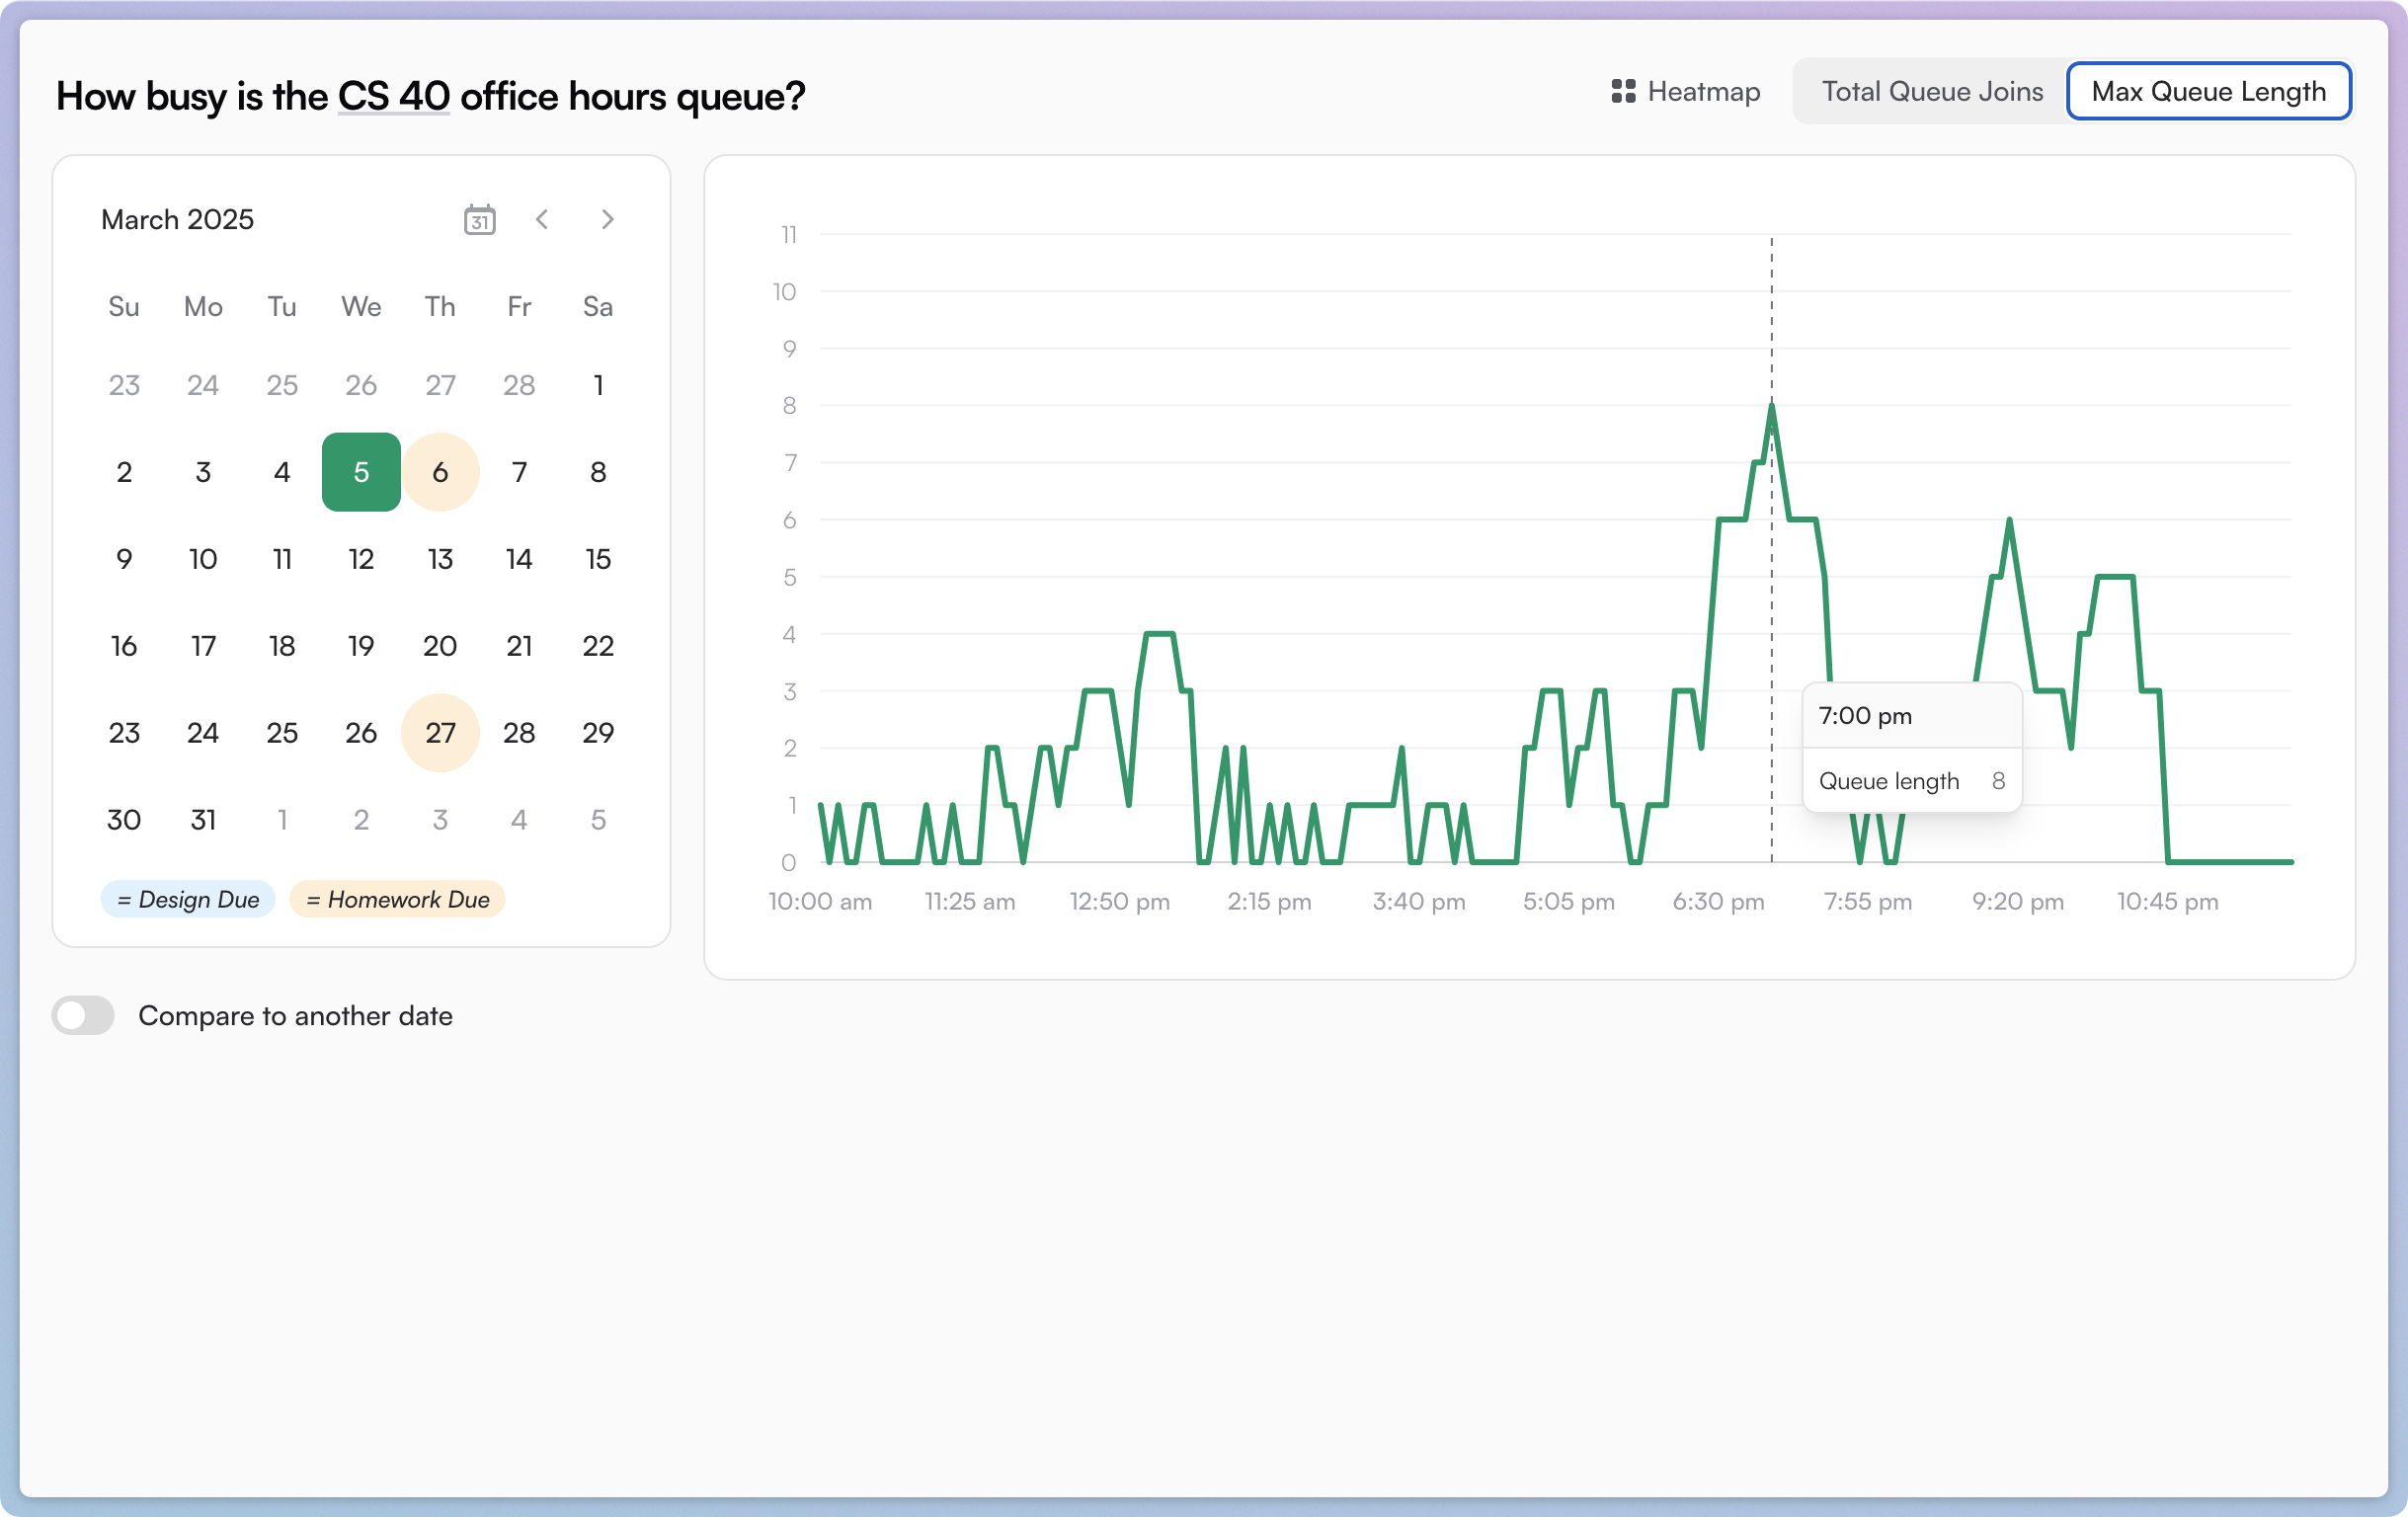 How busy is the CS 40 office hours queue?
Heatmap
Total Queue Joins
Max Queue Length
March 2025
31
Su Mo Tu We Th Fr Sa
23 24 25 26 27 28 1
2 3 4 5 6 7 8
9 10 11 12 13 14 15
16 17 18 19 20 21 22
23 24 25 26 27 28 29
30 31 1 2 3 4 5
= Design Due
= Homework Due
Compare to another date
11
10
9
8
7
6
5
4
3
2
1
0
10:00 am 11:25 am 12:50 pm 2:15 pm 3:40 pm 5:05 pm 6:30 pm 7:55 pm 9:20 pm 10:45 pm
7:00 pm
Queue length 8